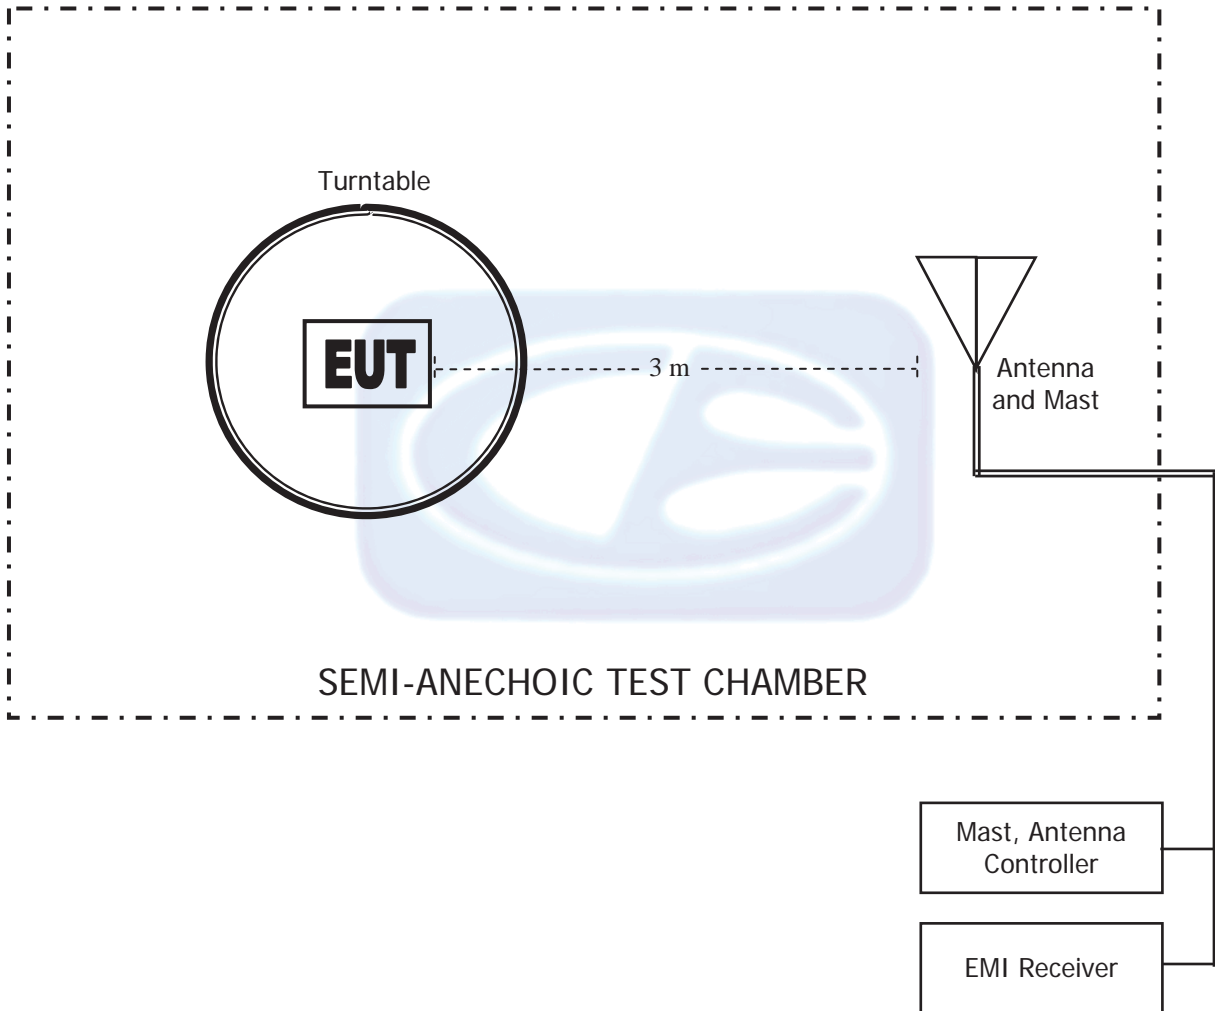 Turntable
EUT
3 m
Antenna
and Mast
SEMI-ANECHOIC TEST CHAMBER
Mast, Antenna
Controller
EMI Receiver